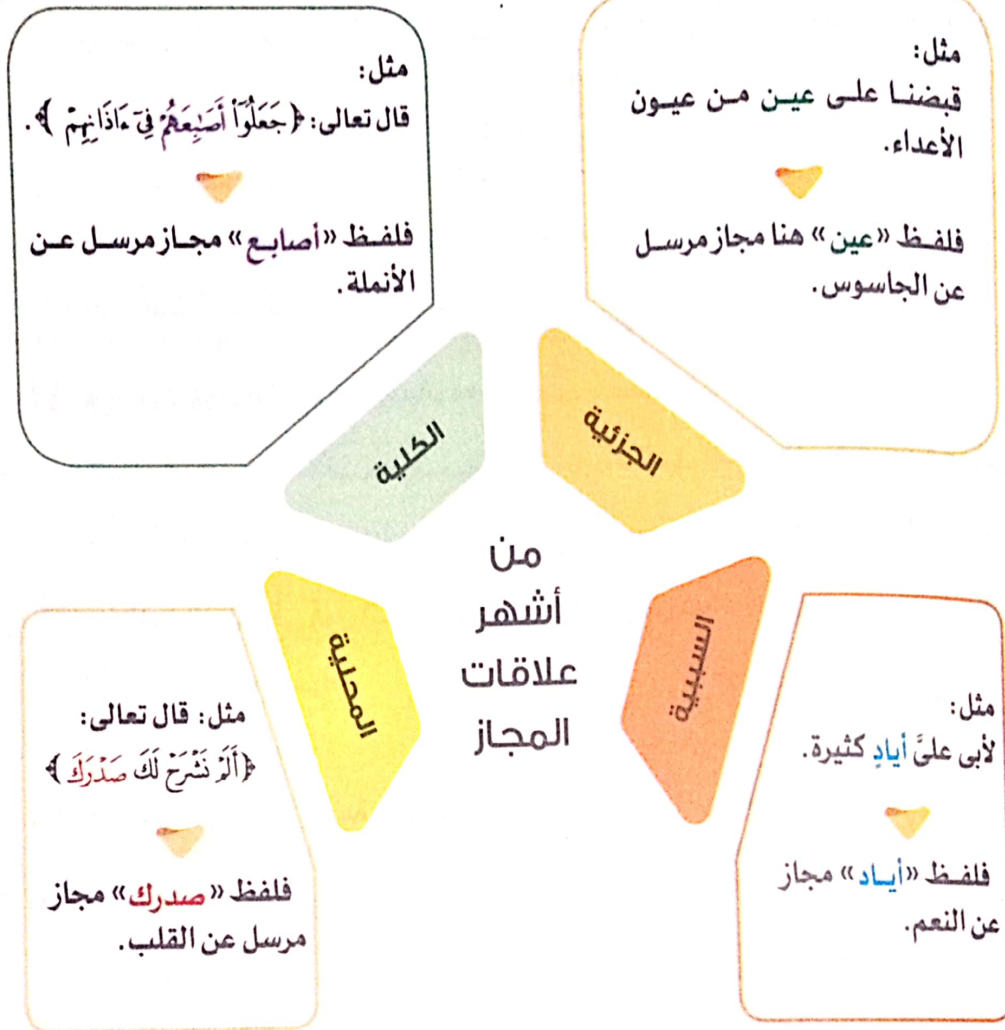 مثل:
قبضنا على عين من عيون
الأعداء.
فلفظ «عين» هنا مجاز مرسل
عن الجاسوس.
مثل:
قال تعالى: ﴿جَعَلُوٓاْ أَصَٰبِعَهُمْ فِىٓ ءَاذَانِهِمْ﴾.
فلفظ «أصابع» مجاز مرسل عن
الأنملة.
الجزئية
الكلية
من
أشهر
علاقات
المجاز
السببية
المحلية
مثل:
لأبى علىَّ أيادٍ كثيرة.
فلفظ «أياد» مجاز
عن النعم.
مثل: قال تعالى:
﴿أَلَمْ نَشْرَحْ لَكَ صَدْرَكَ﴾
فلفظ «صدرك» مجاز
مرسل عن القلب.